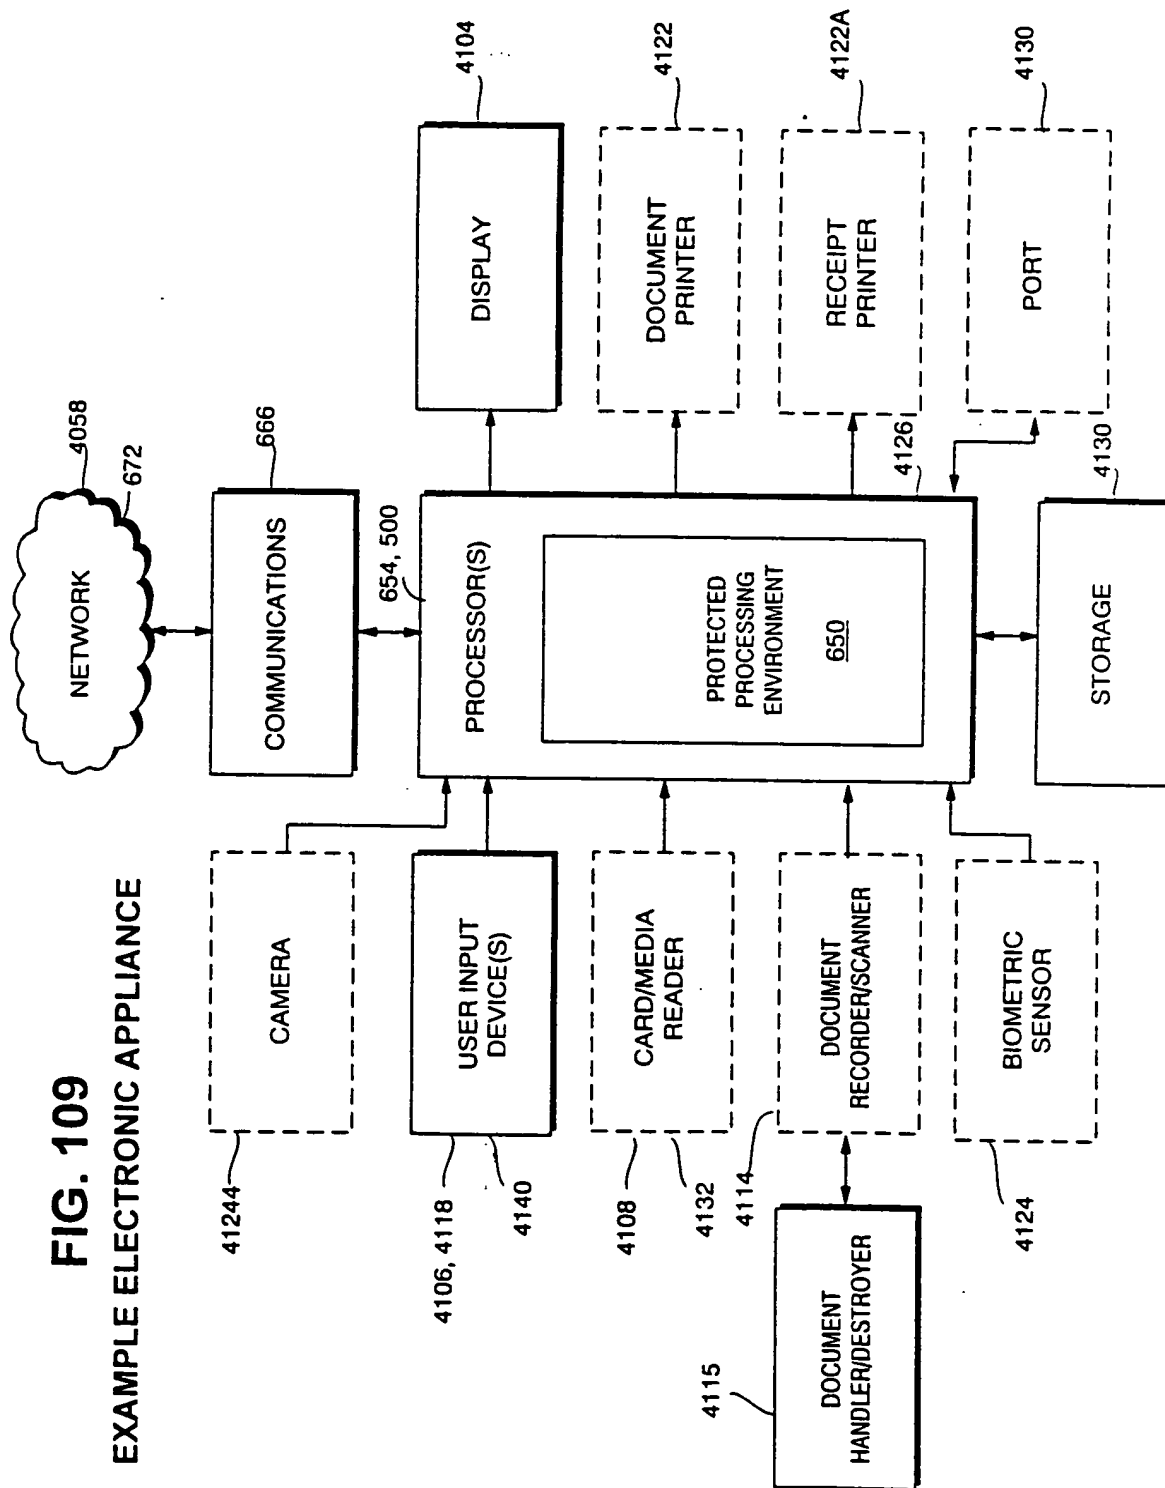 FIG. 109
EXAMPLE ELECTRONIC APPLIANCE
NETWORK
4058
672
COMMUNICATIONS
666
CAMERA
41244
USER INPUT
DEVICE(S)
4106, 4118
4140
CARD/MEDIA
READER
4108
4132
DOCUMENT
RECORDER/SCANNER
4114
DOCUMENT
HANDLER/DESTROYER
4115
BIOMETRIC
SENSOR
4124
654, 500
PROCESSOR(S)
PROTECTED
PROCESSING
ENVIRONMENT
650
4126
DISPLAY
4104
DOCUMENT
PRINTER
4122
RECEIPT
PRINTER
4122A
PORT
4130
STORAGE
4130